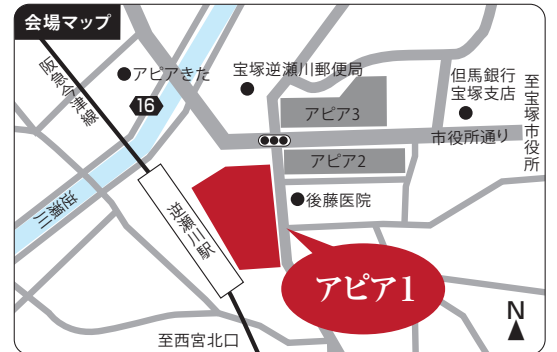 会場マップ
阪急今津線
アピアきた
16
宝塚逆瀬川郵便局
アピア3
但馬銀行
宝塚支店
至宝塚市役所
市役所通り
アピア2
後藤医院
逆瀬川
逆瀬川駅
アピア1
至西宮北口
N